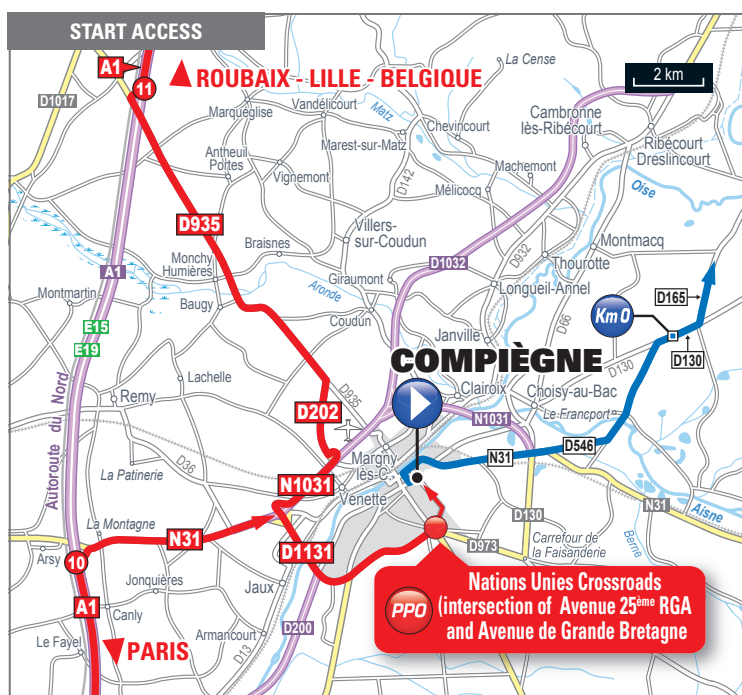 START ACCESS
A1
11
ROUBAIX - LILLE - BELGIQUE
2 km
D1017
La Cense
Marquéglise
Vandélicourt
Matz
Chevincourt
Cambronne
lès-Ribécourt
Ribécourt
Dreslincourt
Marest-sur-Matz
Antheuil
Portes
Vignemont
D142
Machemont
Mélicocq
Oise
D935
Villers
-sur-Coudun
Montmacq
Monchy
Humières
Braisnes
D1032
D932
Thourotte
A1
Giraumont
Longueil-Annel
D165
Montmartin
Baugy
Aronde
Coudun
D66
Km 0
E15
E19
Janville
D130
COMPIÈGNE
D130
Autoroute du Nord
Lachelle
D935
Clairoix
Choisy-au-Bac
Remy
D202
N1031
Le Francport
Margny
lès-C.
D546
N31
La Patinerie
D36
N1031
Venette
N31
Aisne
La Montagne
N31
D130
D1131
D973
Berne
Carrefour de
la Faisanderie
Arsy
10
Jonquières
Jaux
A1
Canly
Armancourt
D200
Le Fayel
D13
PARIS
PPO
Nations Unies Crossroads
(intersection of Avenue 25ème RGA
and Avenue de Grande Bretagne